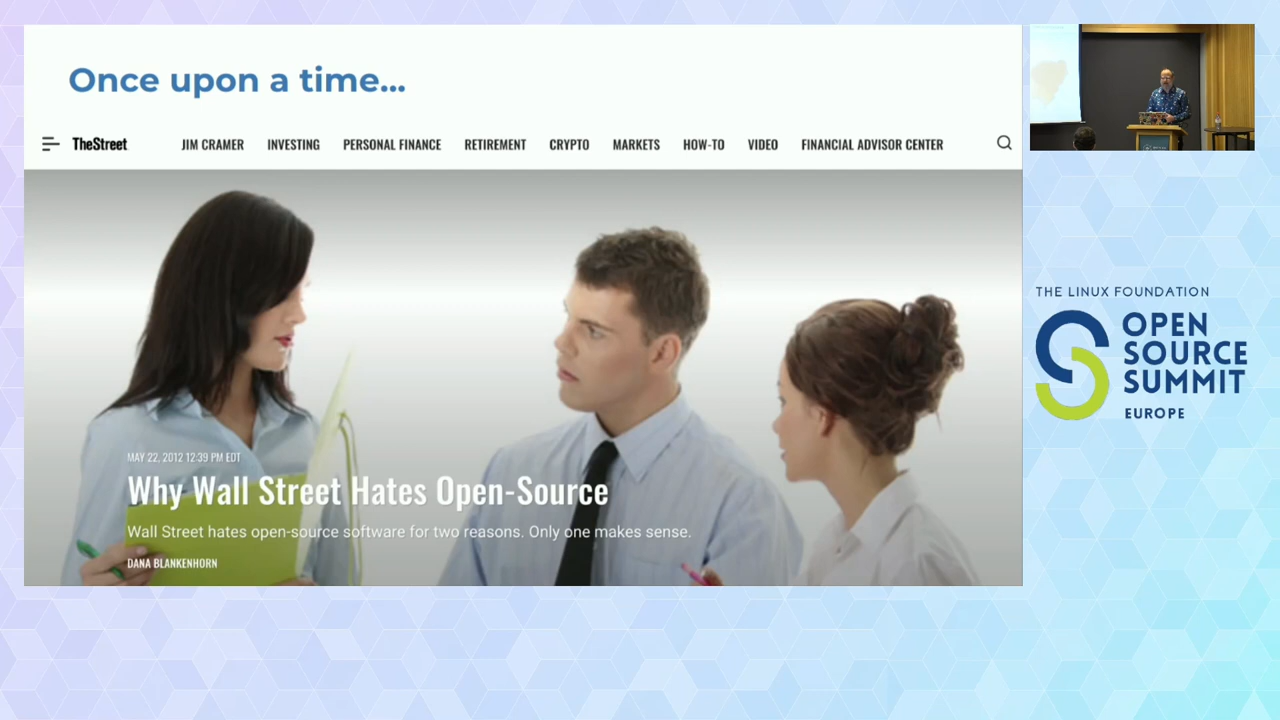 Once upon a time...
TheStreet
JIM CRAMER INVESTING PERSONAL FINANCE RETIREMENT CRYPTO MARKETS HOW-TO VIDEO FINANCIAL ADVISOR CENTER
MAY 22, 2012 12:39 PM EDT
Why Wall Street Hates Open-Source
Wall Street hates open-source software for two reasons. Only one makes sense.
DANA BLANKENHORN
THE LINUX FOUNDATION
OPEN
SOURCE
SUMMIT
EUROPE